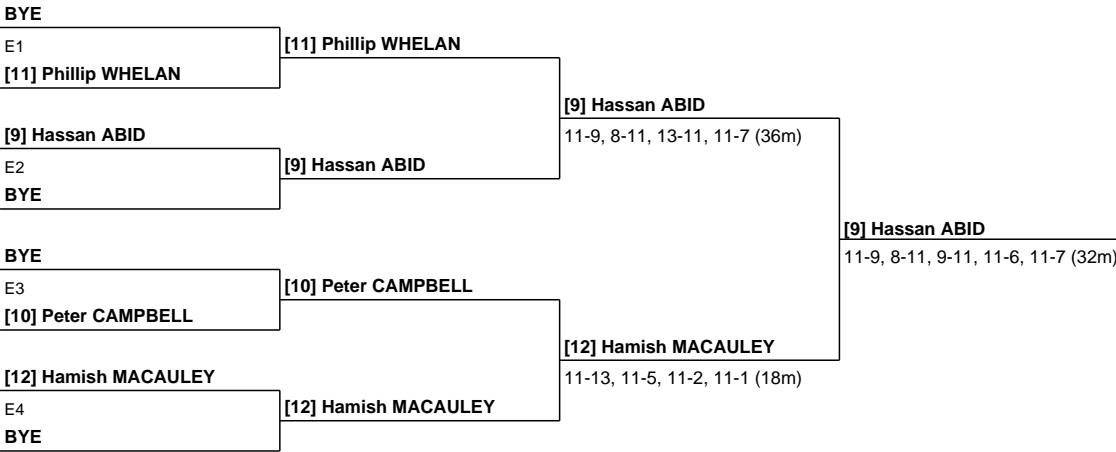 BYE
E1
[11] Phillip WHELAN
[9] Hassan ABID
E2
BYE
BYE
E3
[10] Peter CAMPBELL
[12] Hamish MACAULEY
E4
BYE
[11] Phillip WHELAN
[9] Hassan ABID
[10] Peter CAMPBELL
[12] Hamish MACAULEY
[9] Hassan ABID
11-9, 8-11, 13-11, 11-7 (36m)
[12] Hamish MACAULEY
11-13, 11-5, 11-2, 11-1 (18m)
[9] Hassan ABID
11-9, 8-11, 9-11, 11-6, 11-7 (32m)